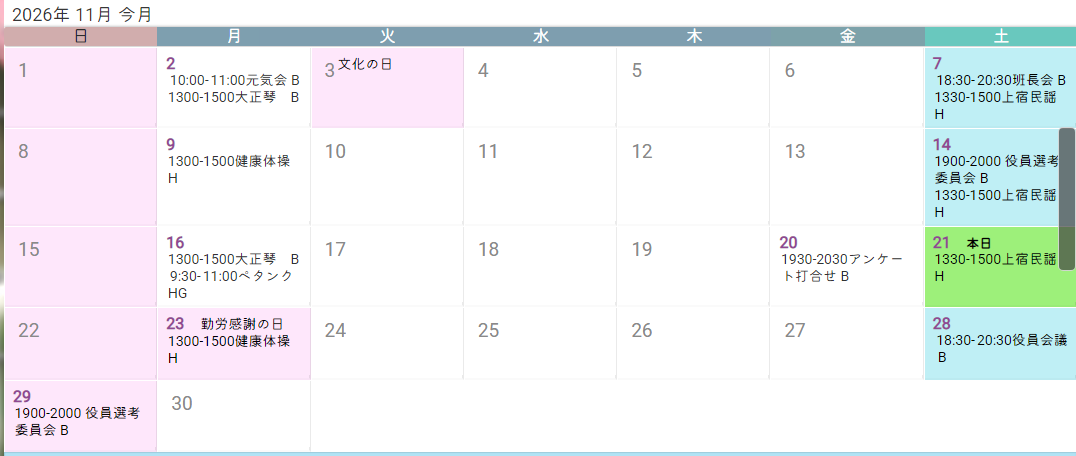 2026年 11月 今月
日 月 火 水 木 金 土
1
2
10:00-11:00元気会 B
1300-1500大正琴 B
3 文化の日
4
5
6
7
18:30-20:30班長会 B
1330-1500上宿民謡
H
8
9
1300-1500健康体操
H
10
11
12
13
14
1900-2000 役員選考
委員会 B
1330-1500上宿民謡
H
15
16
1300-1500大正琴 B
9:30-11:00ペタンク
HG
17
18
19
20
1930-2030アンケー
ト打合せ B
21 本日
1330-1500上宿民謡
H
22
23 勤労感謝の日
1300-1500健康体操
H
24
25
26
27
28
18:30-20:30役員会議
B
29
1900-2000 役員選考
委員会 B
30